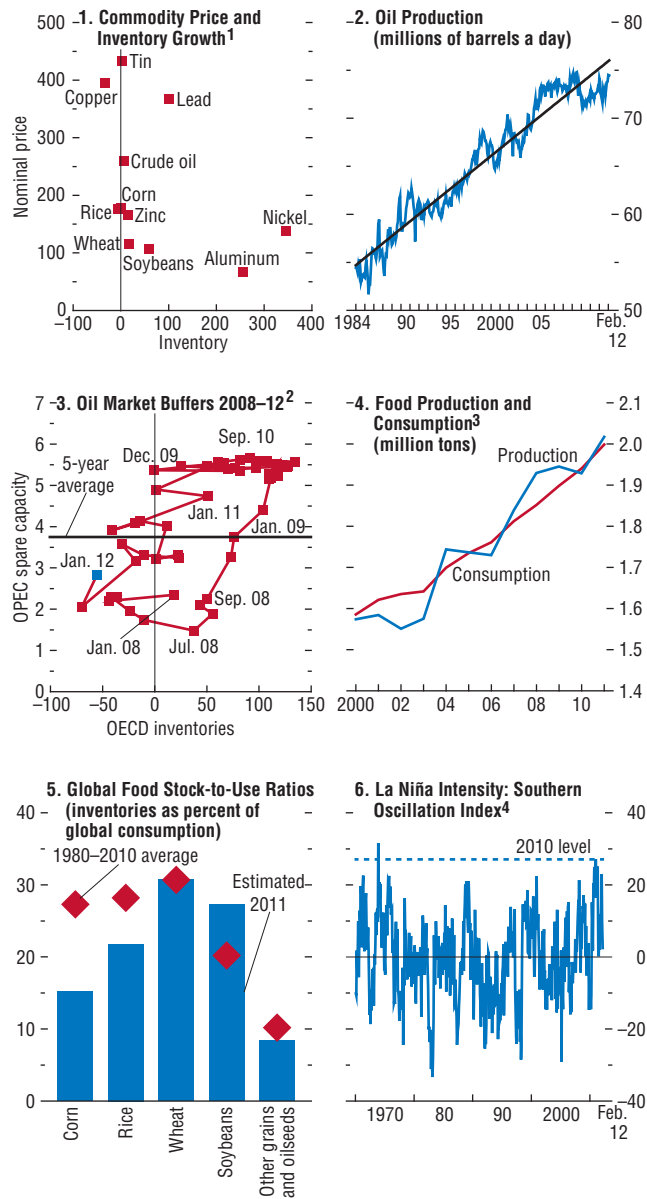 1. Commodity Price and
Inventory Growth1
Nominal price
500
400
300
200
100
0
Tin
Copper
Lead
Crude oil
Corn
Rice
Zinc
Nickel
Wheat
Soybeans
Aluminum
–100 0 100 200 300 400
Inventory
2. Oil Production
(millions of barrels a day)
80
70
60
50
1984 90 95 2000 05 Feb.
12
3. Oil Market Buffers 2008–122
OPEC spare capacity
7
6
5
4
3
2
1
0
Dec. 09
Sep. 10
5-year
average
Jan. 11
Jan. 09
Jan. 12
Sep. 08
Jan. 08
Jul. 08
–100 –50 0 50 100 150
OECD inventories
4. Food Production and
Consumption3
(million tons)
2.1
2.0
1.9
1.8
1.7
1.6
1.5
1.4
Production
Consumption
2000 02 04 06 08 10
5. Global Food Stock-to-Use Ratios
(inventories as percent of
global consumption)
40
30
20
10
0
1980–2010 average
Estimated
2011
Corn
Rice
Wheat
Soybeans
Other grains
and oilseeds
6. La Niña Intensity: Southern
Oscillation Index4
40
20
0
–20
–40
2010 level
1970 80 90 2000 Feb.
12